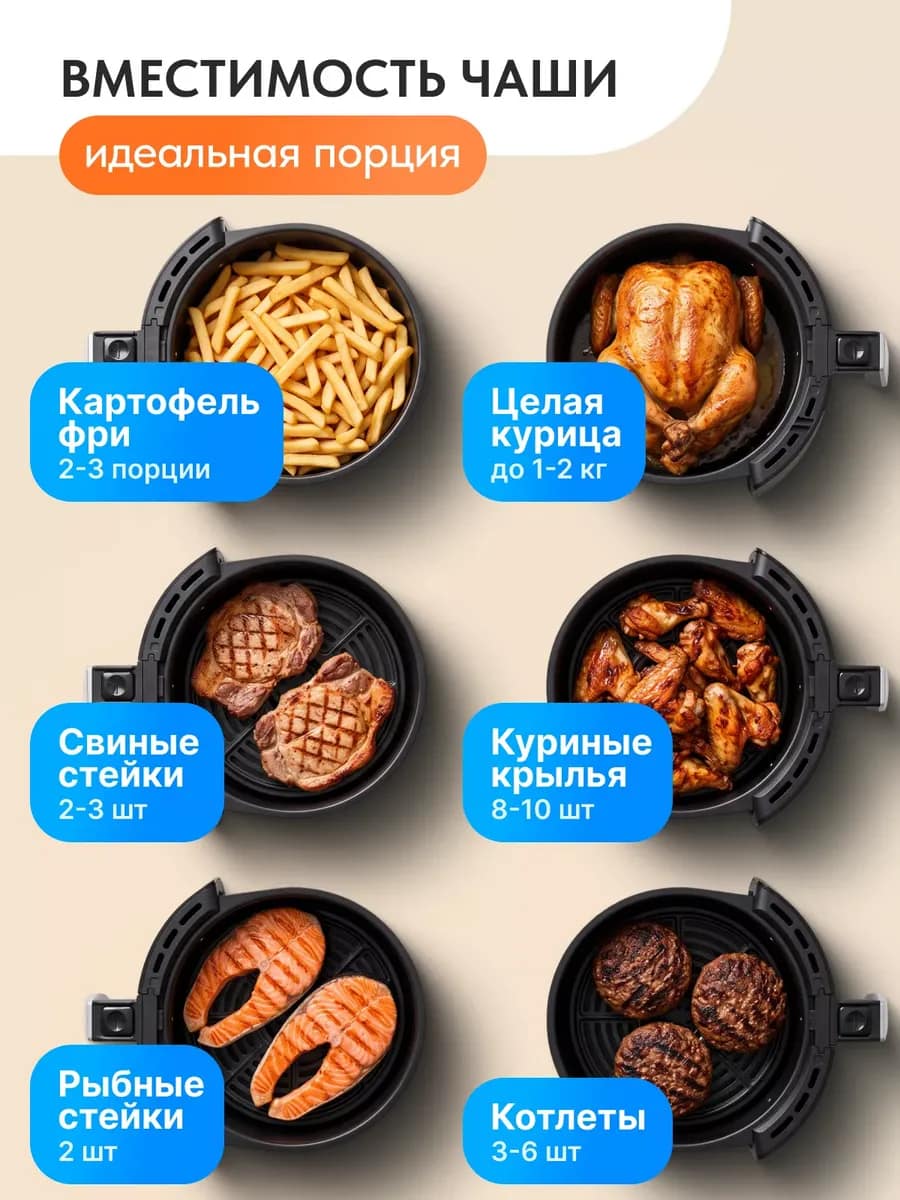 ВМЕСТИМОСТЬ ЧАШИ
идеальная порция
Картофель
фри
2-3 порции
Целая
курица
до 1-2 кг
Свиные
стейки
2-3 шт
Куриные
крылья
8-10 шт
Рыбные
стейки
2 шт
Котлеты
3-6 шт